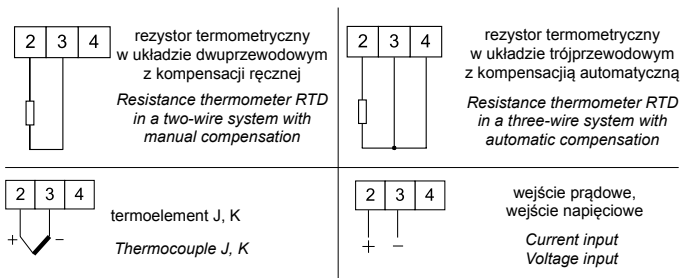 2 3 4
rezystor termometryczny
w układzie dwuprzewodowym
z kompensacji ręcznej
Resistance thermometer RTD
in a two-wire system with
manual compensation
2 3 4
rezystor termometryczny
w układzie trójprzewodowym
z kompensacjią automatyczną
Resistance thermometer RTD
in a three-wire system with
automatic compensation
2 3 4
+ −
termoelement J, K
Thermocouple J, K
2 3 4
+ −
wejście prądowe,
wejście napięciowe
Current input
Voltage input